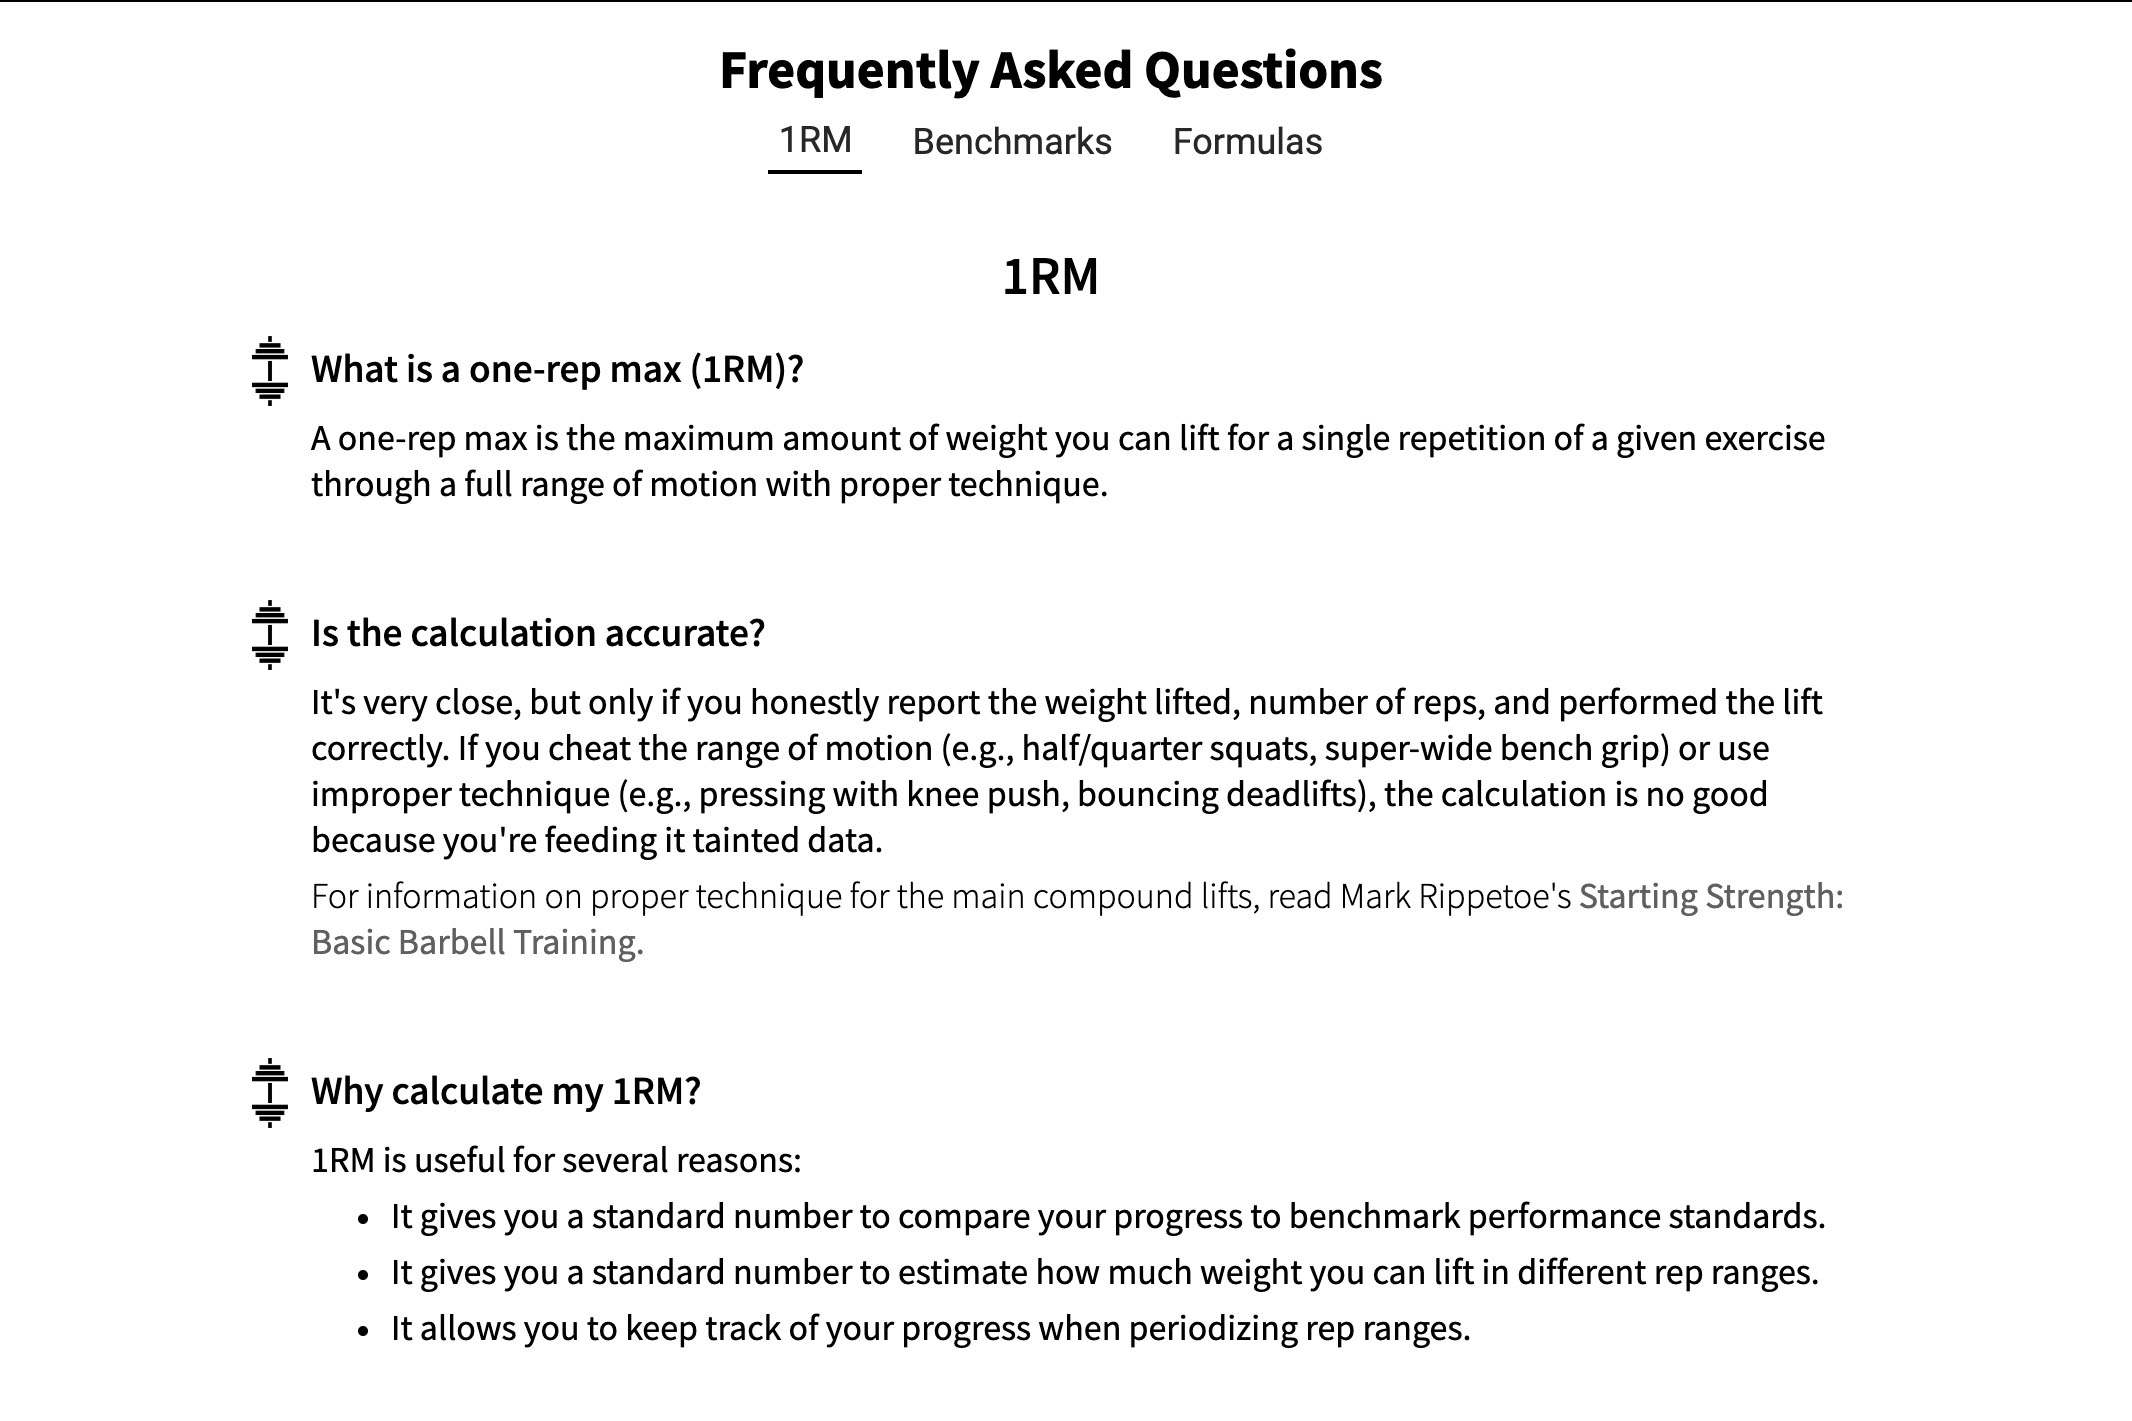 Frequently Asked Questions
1RM Benchmarks Formulas
1RM
What is a one-rep max (1RM)?
A one-rep max is the maximum amount of weight you can lift for a single repetition of a given exercise
through a full range of motion with proper technique.
Is the calculation accurate?
It's very close, but only if you honestly report the weight lifted, number of reps, and performed the lift
correctly. If you cheat the range of motion (e.g., half/quarter squats, super-wide bench grip) or use
improper technique (e.g., pressing with knee push, bouncing deadlifts), the calculation is no good
because you're feeding it tainted data.
For information on proper technique for the main compound lifts, read Mark Rippetoe's Starting Strength:
Basic Barbell Training.
Why calculate my 1RM?
1RM is useful for several reasons:
• It gives you a standard number to compare your progress to benchmark performance standards.
• It gives you a standard number to estimate how much weight you can lift in different rep ranges.
• It allows you to keep track of your progress when periodizing rep ranges.